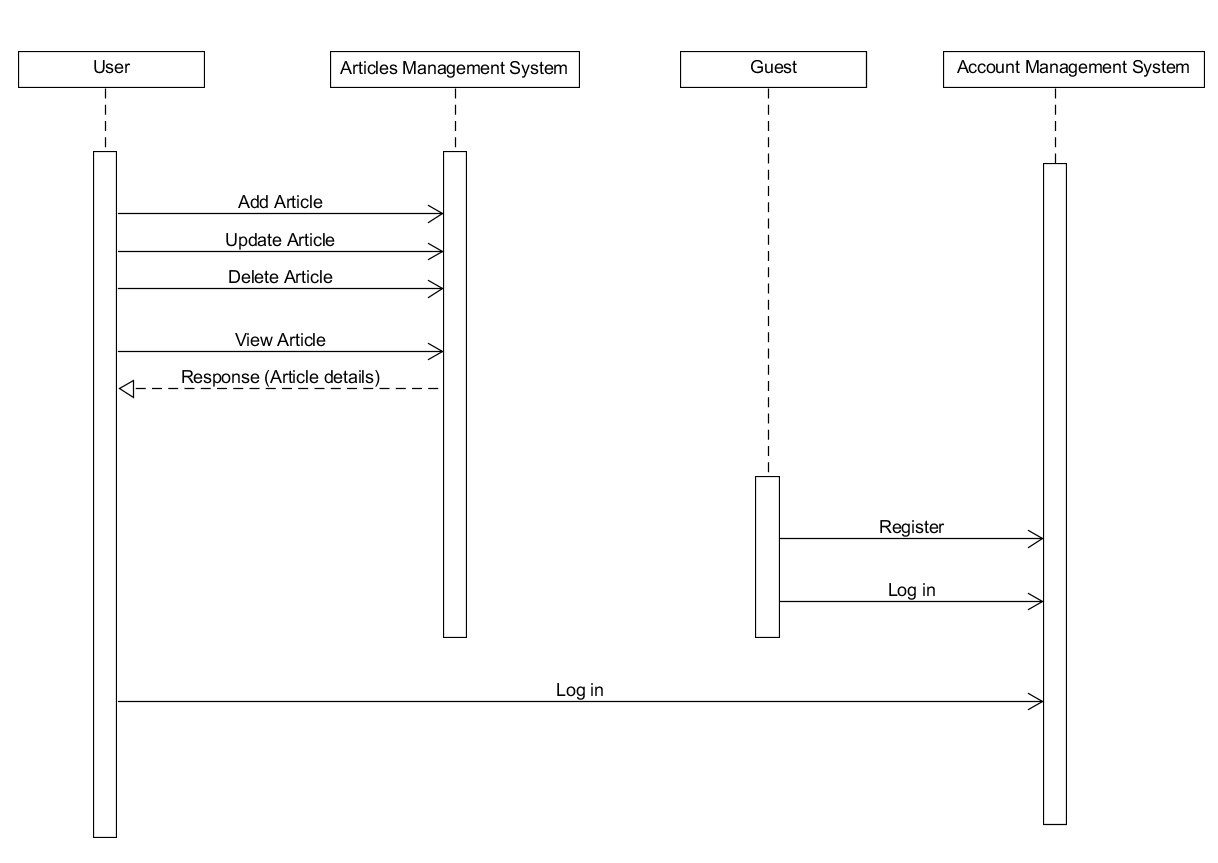 User
Articles Management System
Guest
Account Management System
Add Article
Update Article
Delete Article
View Article
Response (Article details)
Register
Log in
Log in